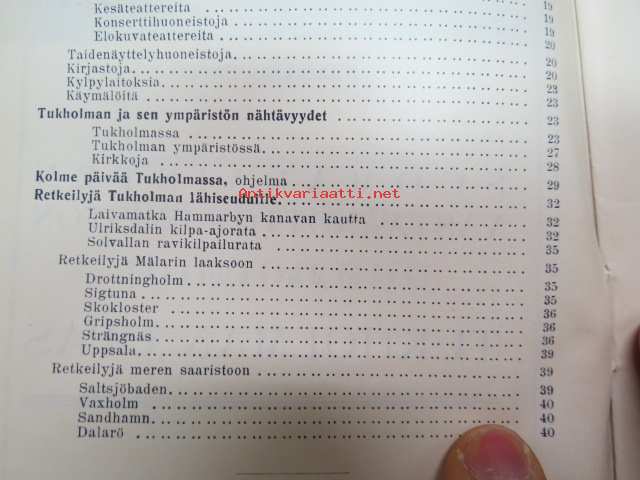 Kesäteattereita 19
Konserttihuoneistoja 19
Elokuvateattereita 19
Taidenäyttelyhuoneistoja 20
Kirjastoja 20
Kylpylaitoksia 20
Käymälöitä 23
Tukholman ja sen ympäristön nähtävyydet 23
Tukholmassa 23
Tukholman ympäristössä 27
Kirkkoja 28
Kolme päivää Tukholmassa, ohjelma 29
Antikvariaatti.net
Retkeilyjä Tukholman lähiseuduille 32
Laivamatka Hammarbyn kanavan kautta 32
Ulriksdalin kilpa-ajorata 32
Solvallan ravikilpailurata 35
Retkeilyjä Mälarin laaksoon 35
Drottningholm 35
Sigtuna 35
Skokloster 36
Gripsholm 36
Strängnäs 36
Uppsala 39
Retkeilyjä meren saaristoon 39
Saltsjöbaden 39
Vaxholm 40
Sandhamn 40
Dalarö 40